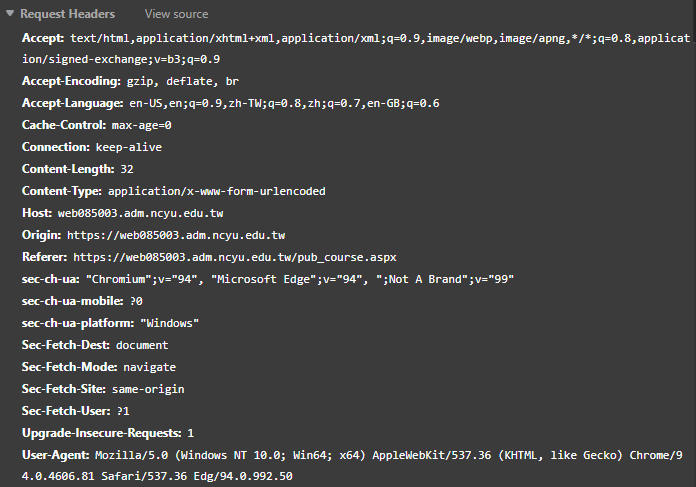 Request Headers View source
Accept: text/html,application/xhtml+xml,application/xml;q=0.9,image/webp,image/apng,*/*;q=0.8,applicat
ion/signed-exchange;v=b3;q=0.9
Accept-Encoding: gzip, deflate, br
Accept-Language: en-US,en;q=0.9,zh-TW;q=0.8,zh;q=0.7,en-GB;q=0.6
Cache-Control: max-age=0
Connection: keep-alive
Content-Length: 32
Content-Type: application/x-www-form-urlencoded
Host: web085003.adm.ncyu.edu.tw
Origin: https://web085003.adm.ncyu.edu.tw
Referer: https://web085003.adm.ncyu.edu.tw/pub_course.aspx
sec-ch-ua: "Chromium";v="94", "Microsoft Edge";v="94", ";Not A Brand";v="99"
sec-ch-ua-mobile: ?0
sec-ch-ua-platform: "Windows"
Sec-Fetch-Dest: document
Sec-Fetch-Mode: navigate
Sec-Fetch-Site: same-origin
Sec-Fetch-User: ?1
Upgrade-Insecure-Requests: 1
User-Agent: Mozilla/5.0 (Windows NT 10.0; Win64; x64) AppleWebKit/537.36 (KHTML, like Gecko) Chrome/9
4.0.4606.81 Safari/537.36 Edg/94.0.992.50